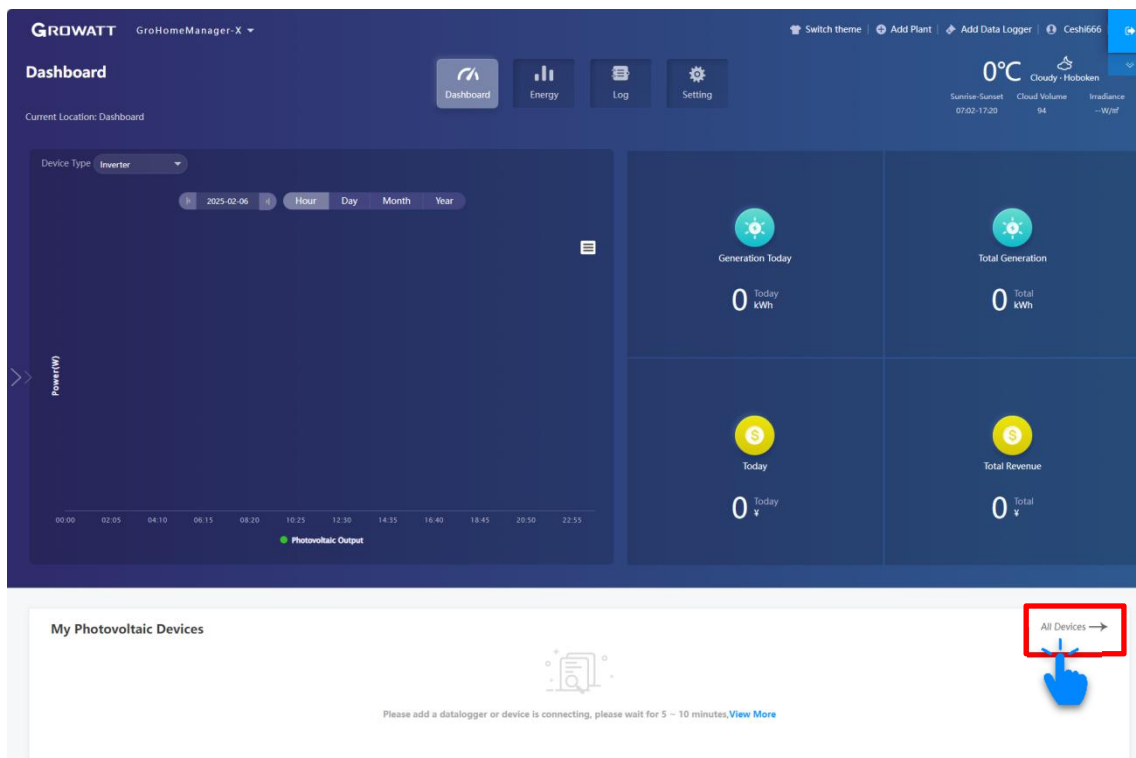 GROWATT GroHomeManager-X
Switch theme | Add Plant | Add Data Logger | Ceshi666
Dashboard
Dashboard
Energy
Log
Setting
0°C Cloudy · Hoboken
Sunrise-Sunset Cloud Volume Irradiance
07:02-17:20 94 --W/㎡
Current Location: Dashboard
Device Type Inverter
2025-02-06 Hour Day Month Year
Power(W)
00:00 02:05 04:10 06:15 08:20 10:25 12:30 14:35 16:40 18:45 20:50 22:55
Photovoltaic Output
Generation Today
0 Today
kWh
Total Generation
0 Total
kWh
Today
0 Today
¥
Total Revenue
0 Total
¥
My Photovoltaic Devices
All Devices
Please add a datalogger or device is connecting, please wait for 5 ~ 10 minutes,View More